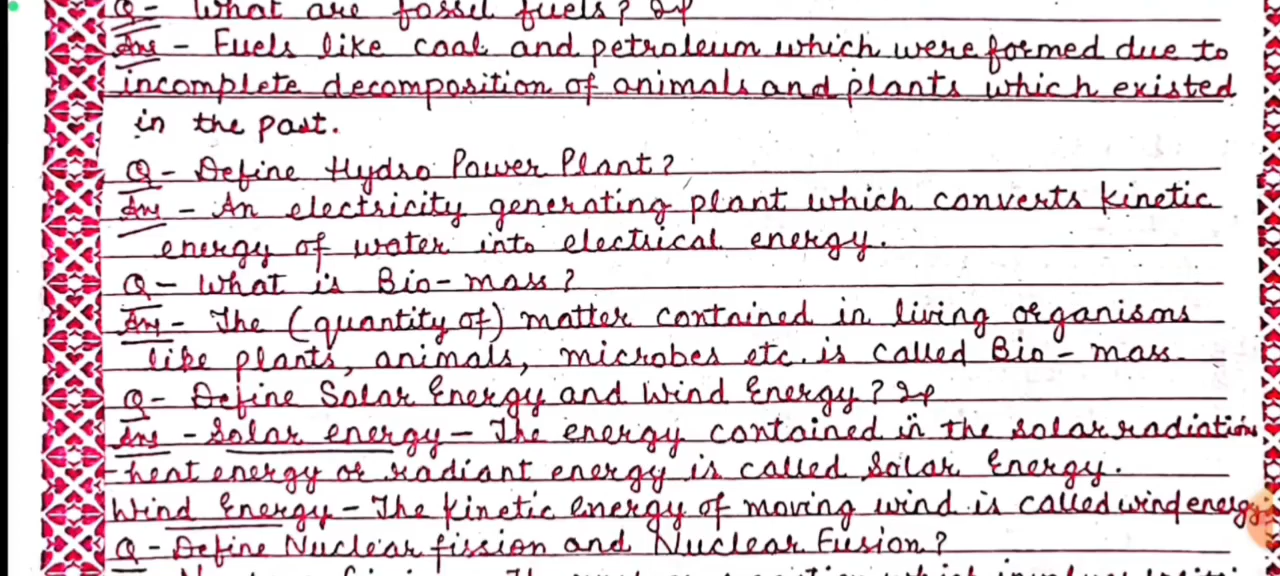 Q- What are fossil fuels? 2p
Ans - Fuels like coal and petroleum which were formed due to
incomplete decomposition of animals and plants which existed
in the past.
Q- Define Hydro Power Plant?
Ans - An electricity generating plant which converts kinetic
energy of water into electrical energy.
Q- What is Bio-mass?
Ans - The (quantity of) matter contained in living organisms
like plants, animals, microbes etc. is called Bio-mass.
Q- Define Solar Energy and Wind Energy? 2p
Ans - Solar energy - The energy contained in the solar radiation
-heat energy or radiant energy is called Solar Energy.
Wind Energy - The kinetic energy of moving wind is called wind energy
Q- Define Nuclear fission and Nuclear Fusion?